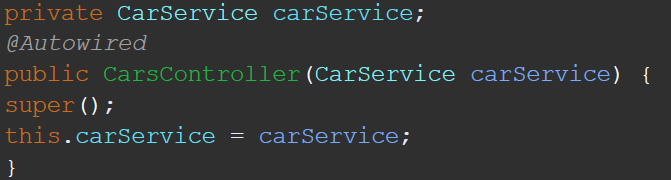 private CarService carService;
@Autowired
public CarsController(CarService carService) {
super();
this.carService = carService;
}